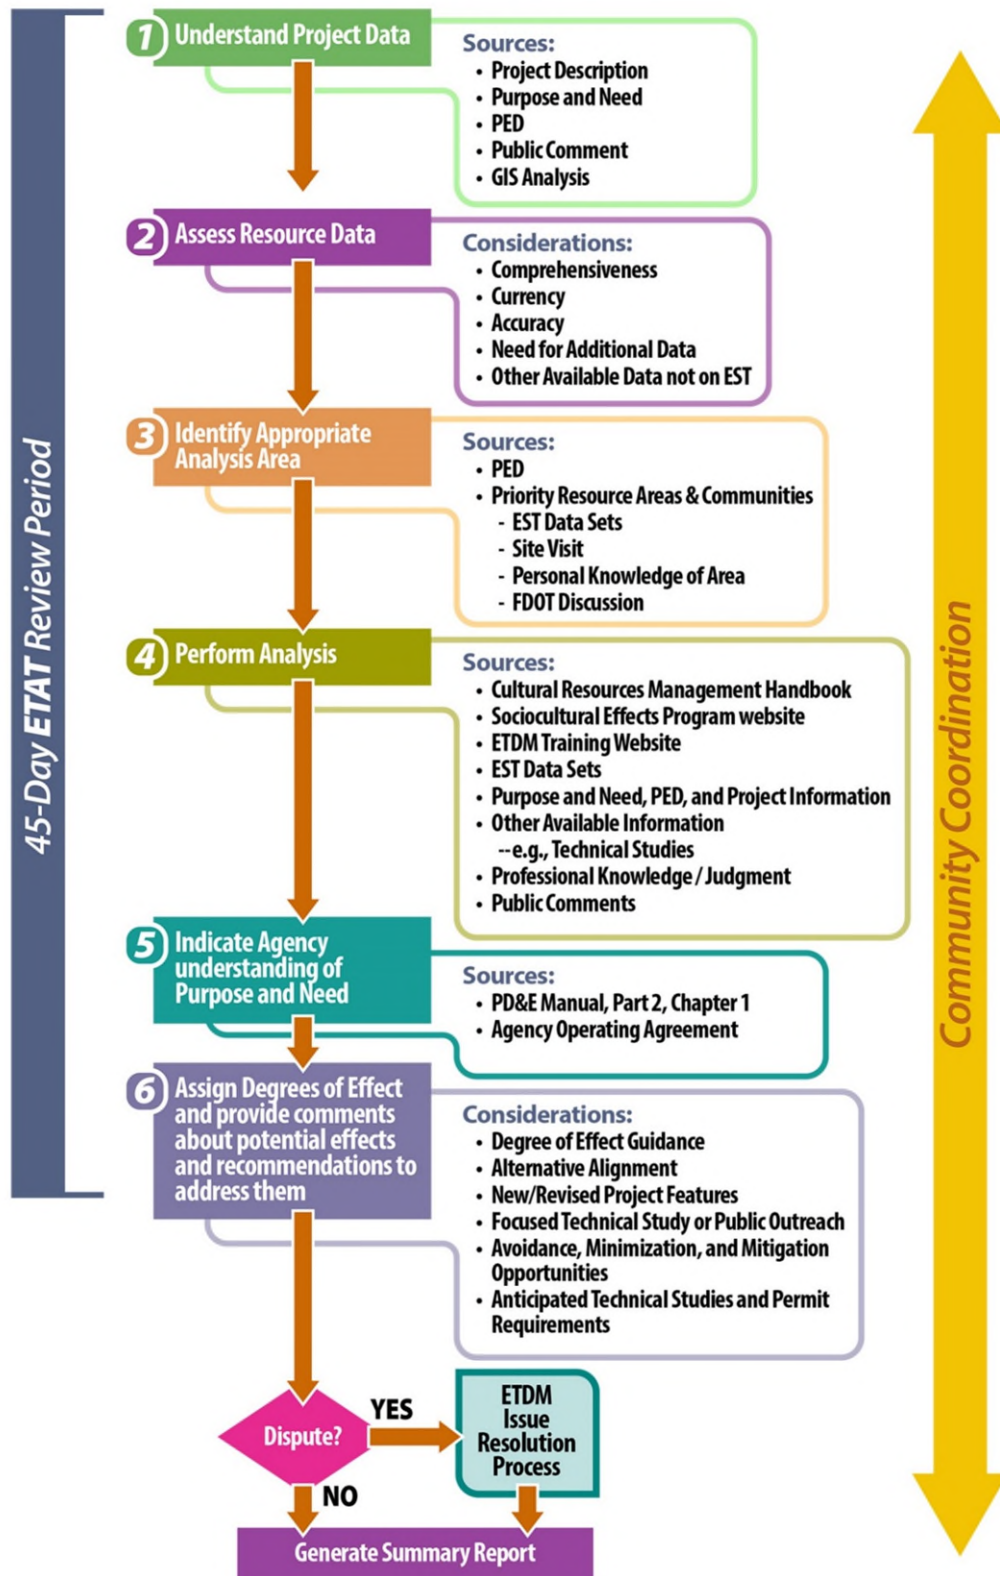 45-Day ETAT Review Period
1 Understand Project Data
Sources:
• Project Description
• Purpose and Need
• PED
• Public Comment
• GIS Analysis
2 Assess Resource Data
Considerations:
• Comprehensiveness
• Currency
• Accuracy
• Need for Additional Data
• Other Available Data not on EST
3 Identify Appropriate
Analysis Area
Sources:
• PED
• Priority Resource Areas & Communities
- EST Data Sets
- Site Visit
- Personal Knowledge of Area
- FDOT Discussion
4 Perform Analysis
Sources:
• Cultural Resources Management Handbook
• Sociocultural Effects Program website
• ETDM Training Website
• EST Data Sets
• Purpose and Need, PED, and Project Information
• Other Available Information
--e.g., Technical Studies
• Professional Knowledge / Judgment
• Public Comments
5 Indicate Agency
understanding of
Purpose and Need
Sources:
• PD&E Manual, Part 2, Chapter 1
• Agency Operating Agreement
6 Assign Degrees of Effect
and provide comments
about potential effects
and recommendations to
address them
Considerations:
• Degree of Effect Guidance
• Alternative Alignment
• New/Revised Project Features
• Focused Technical Study or Public Outreach
• Avoidance, Minimization, and Mitigation
Opportunities
• Anticipated Technical Studies and Permit
Requirements
Dispute?
YES
ETDM
Issue
Resolution
Process
NO
Generate Summary Report
Community Coordination